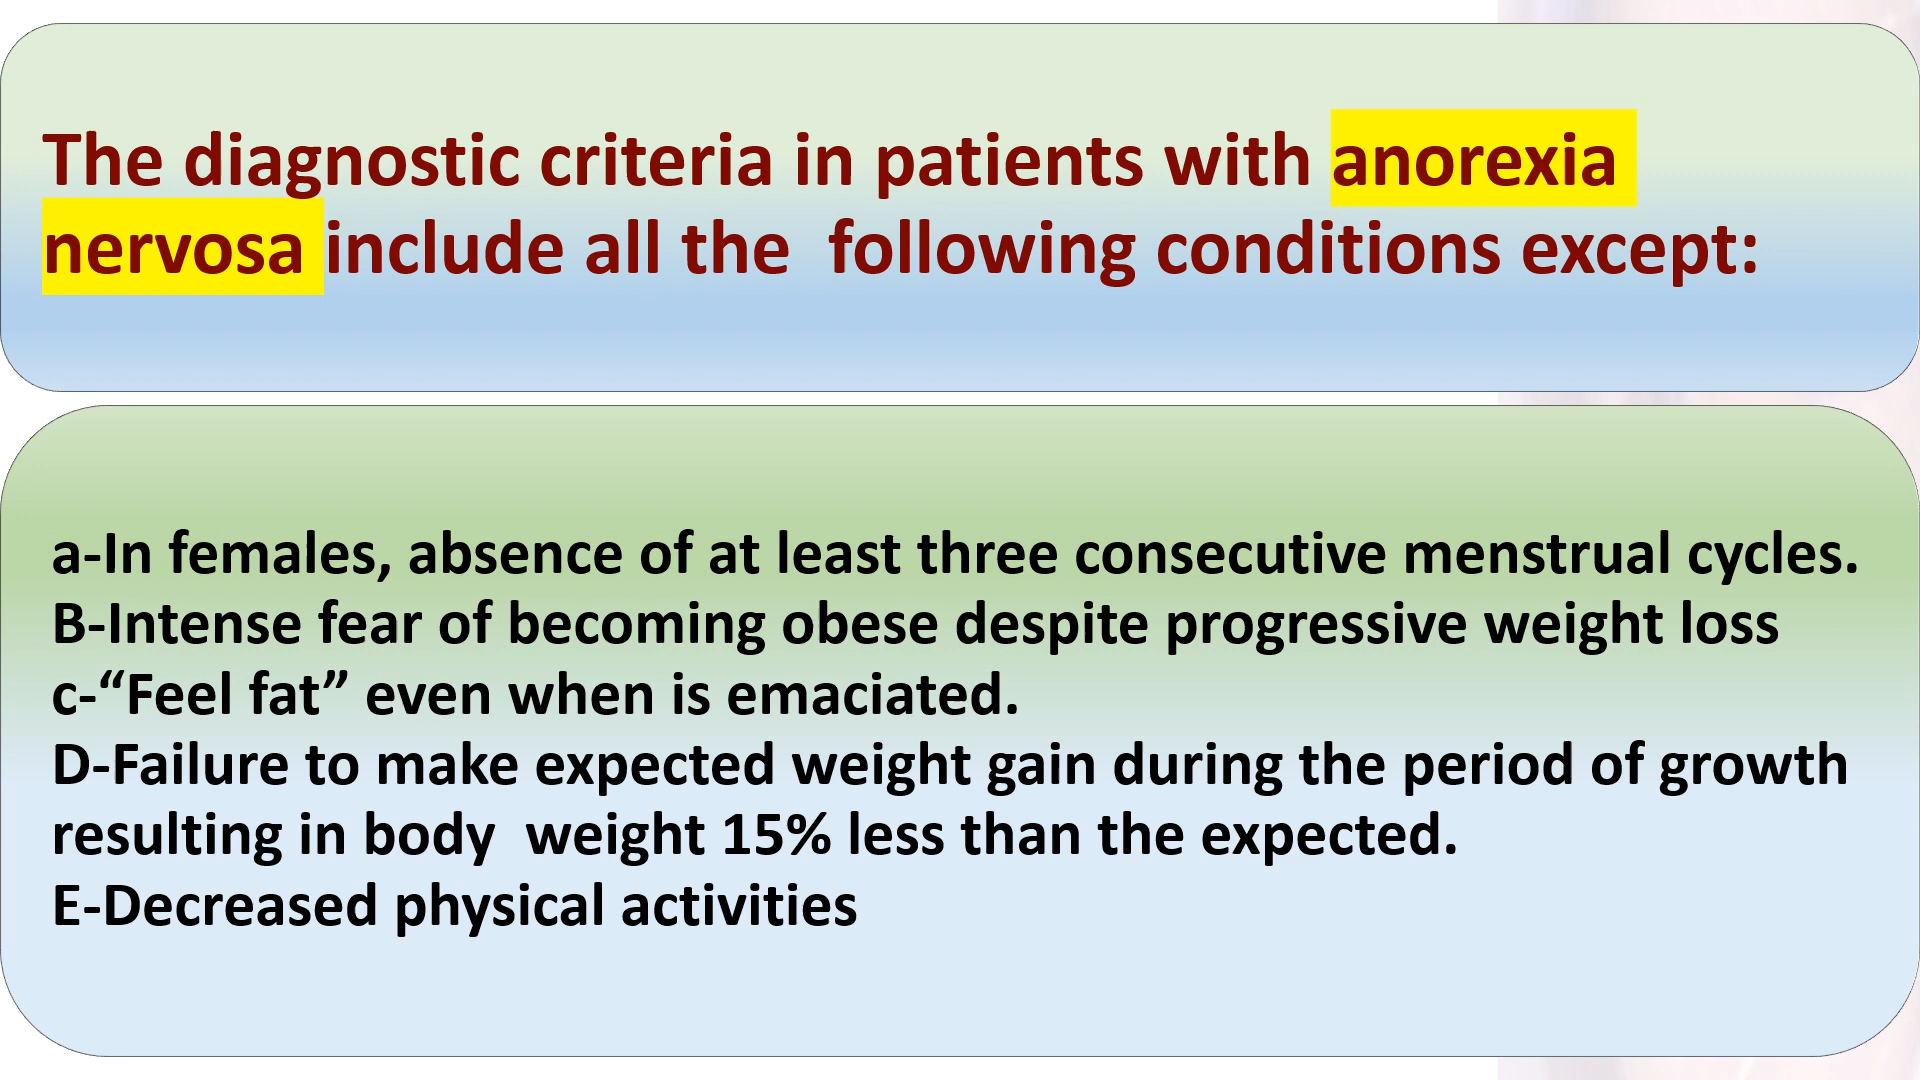 The diagnostic criteria in patients with anorexia
nervosa include all the  following conditions except:
a-In females, absence of at least three consecutive menstrual cycles.
B-Intense fear of becoming obese despite progressive weight loss
c-“Feel fat” even when is emaciated.
D-Failure to make expected weight gain during the period of growth
resulting in body  weight 15% less than the expected.
E-Decreased physical activities